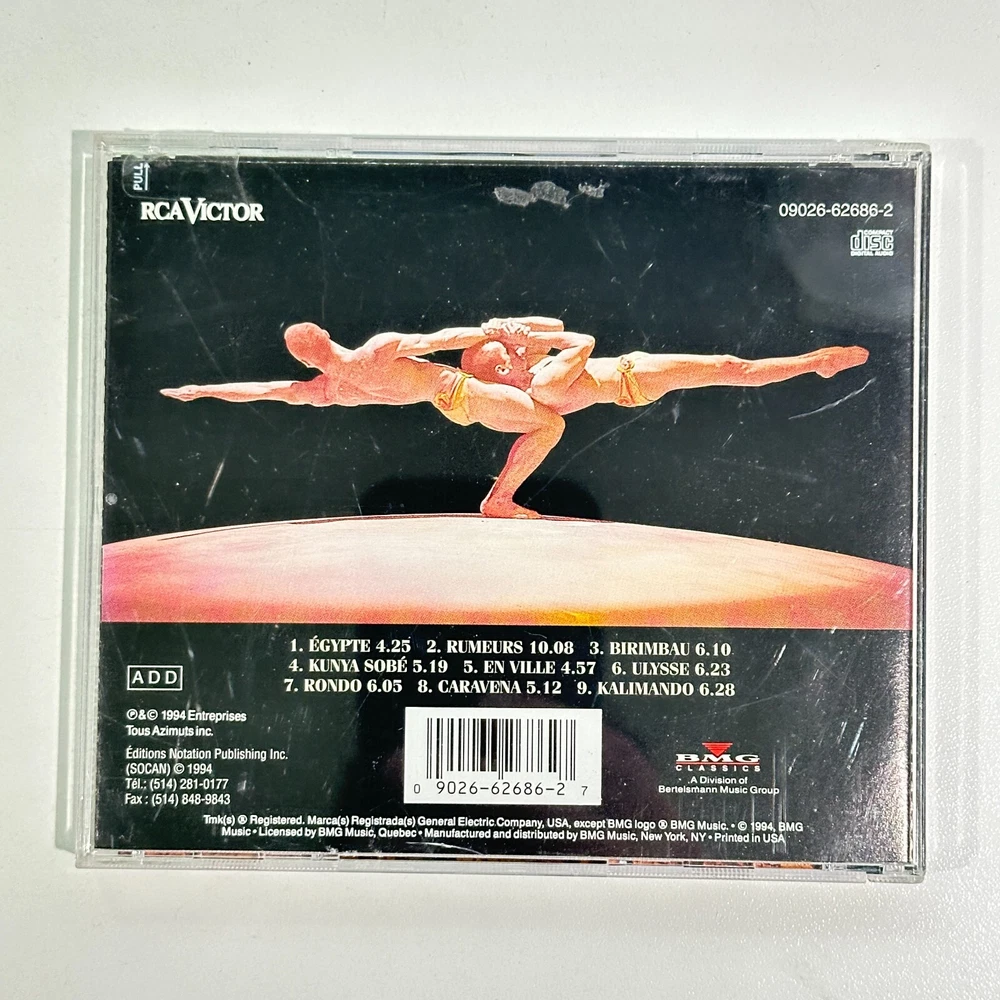 PULL
RCA VICTOR
09026-62686-2
COMPACT
disc
DIGITAL AUDIO
1. ÉGYPTE 4.25 2. RUMEURS 10.08 3. BIRIMBAU 6.10
4. KUNYA SOBÉ 5.19 5. EN VILLE 4.57 6. ULYSSE 6.23
7. RONDO 6.05 8. CARAVENA 5.12 9. KALIMANDO 6.28
ADD
℗&© 1994 Entreprises
Tous Azimuts inc.
Éditions Notation Publishing Inc.
(SOCAN) © 1994
Tél.: (514) 281-0177
Fax : (514) 848-9843
0 9026-62686-2 7
BMG
CLASSICS
A Division of
Bertelsmann Music Group
Tmk(s) ® Registered. Marca(s) Registrada(s) General Electric Company, USA, except BMG logo ® BMG Music. • © 1994, BMG
Music • Licensed by BMG Music, Quebec • Manufactured and distributed by BMG Music, New York, NY • Printed in USA